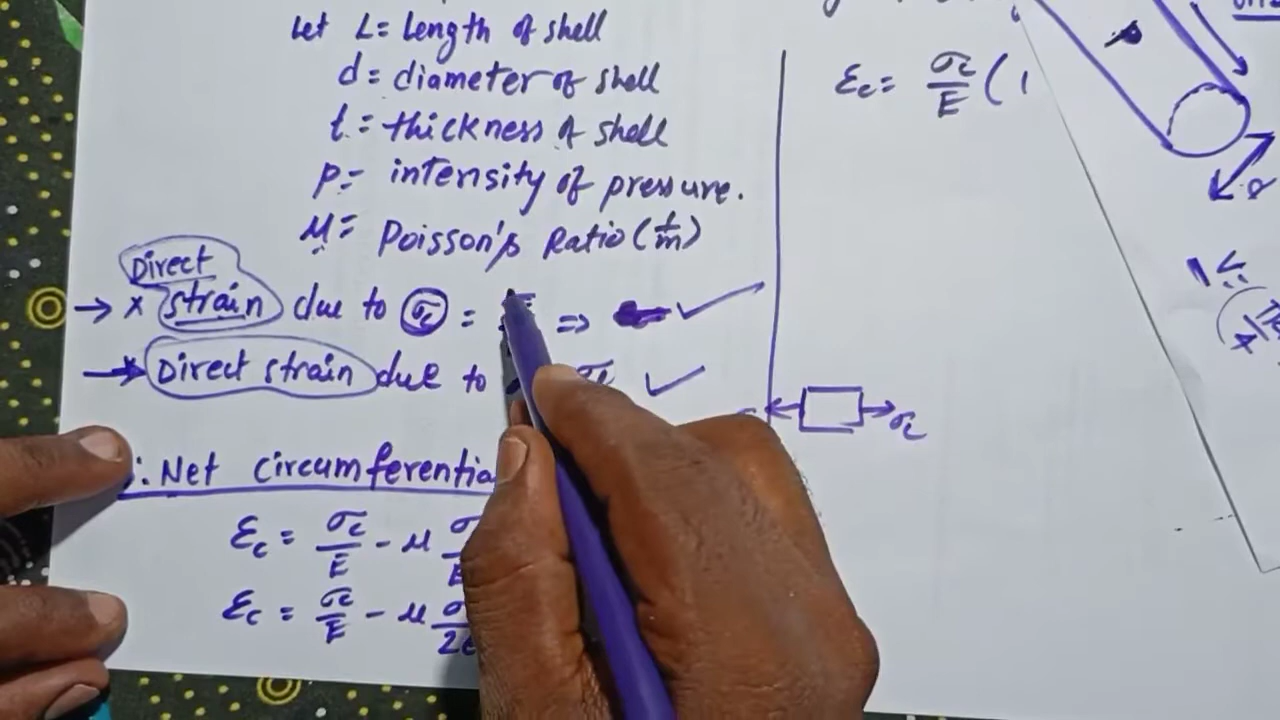 Let L = length of shell
d = diameter of shell
t = thickness of shell
P = intensity of pressure.
μ = Poisson's Ratio (1/m)
Direct
→ × strain due to σc = ⇒ ✓
→ Direct strain due to ✓
∴ Net circumferentia
εc = σc/E - μ σ
εc = σc/E - μ σ/2E
εc = σc/E ( 1
σc